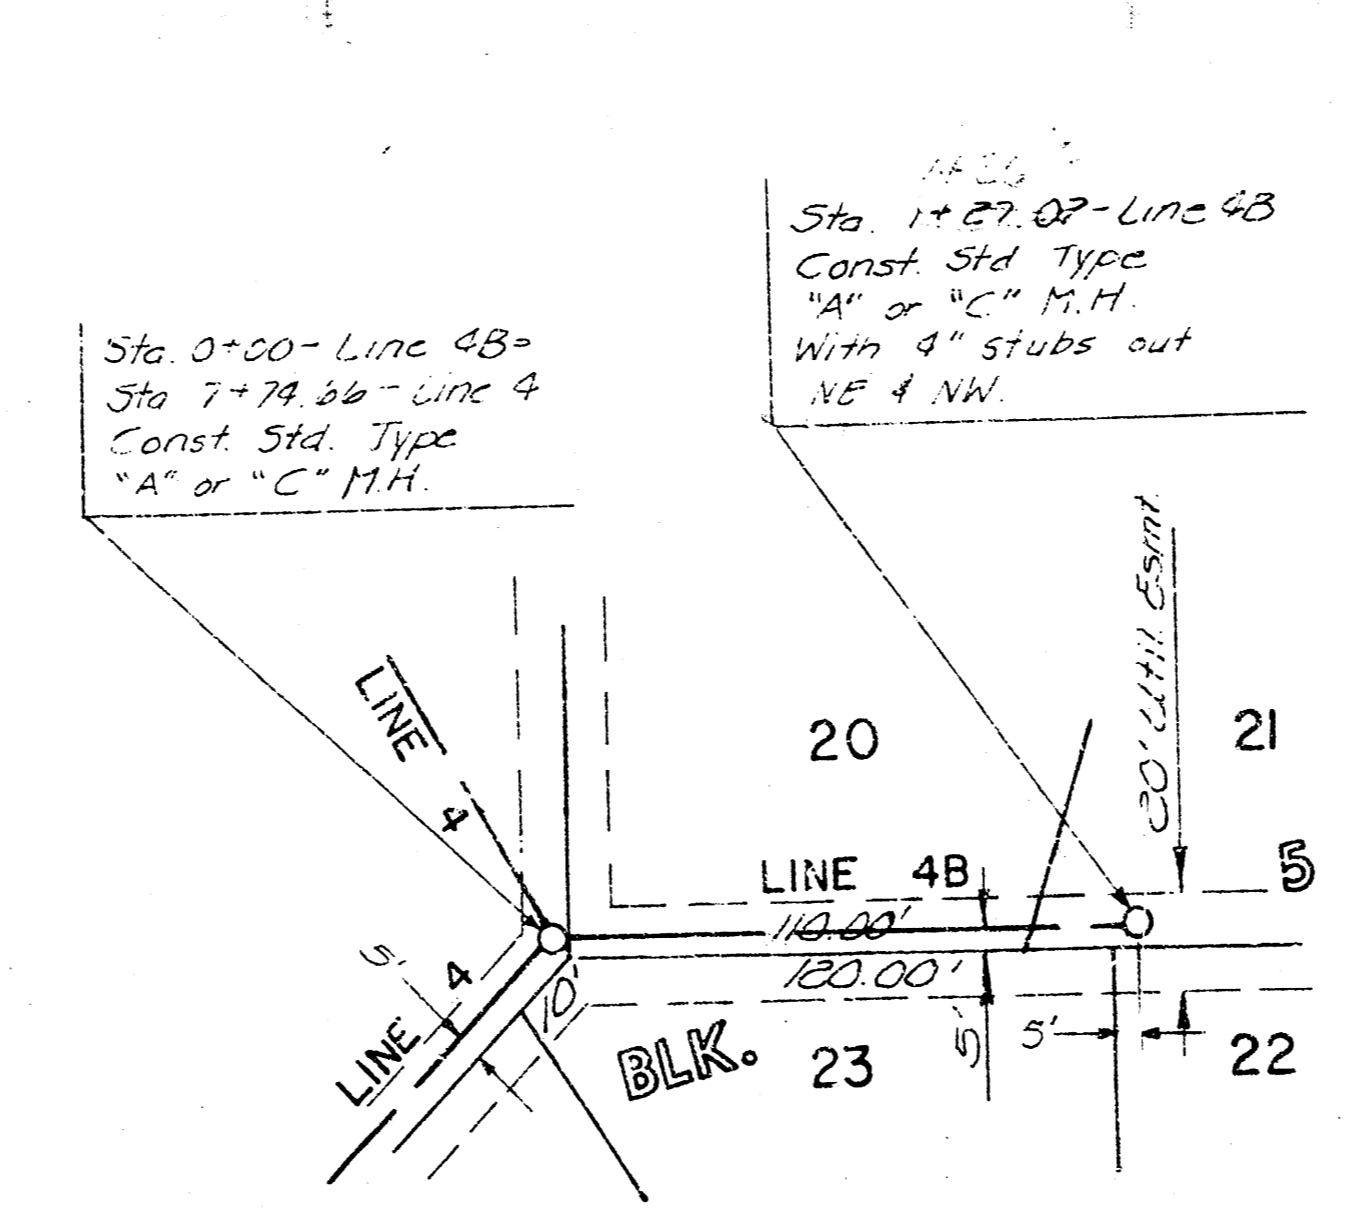 Sta. 1+27.02-Line 4B
Const. Std Type
"A" or "C" M.H.
With 4" stubs out
NE & NW.
Sta. 0+00- Line 4B=
Sta 7+74.66-Line 4
Const. Std. Type
"A" or "C" M.H.
20' Util. Esmt
LINE 4
20
21
LINE 4B
5
110.00'
120.00'
5'
LINE 4
10'
5'
5'
BLK.
23
22